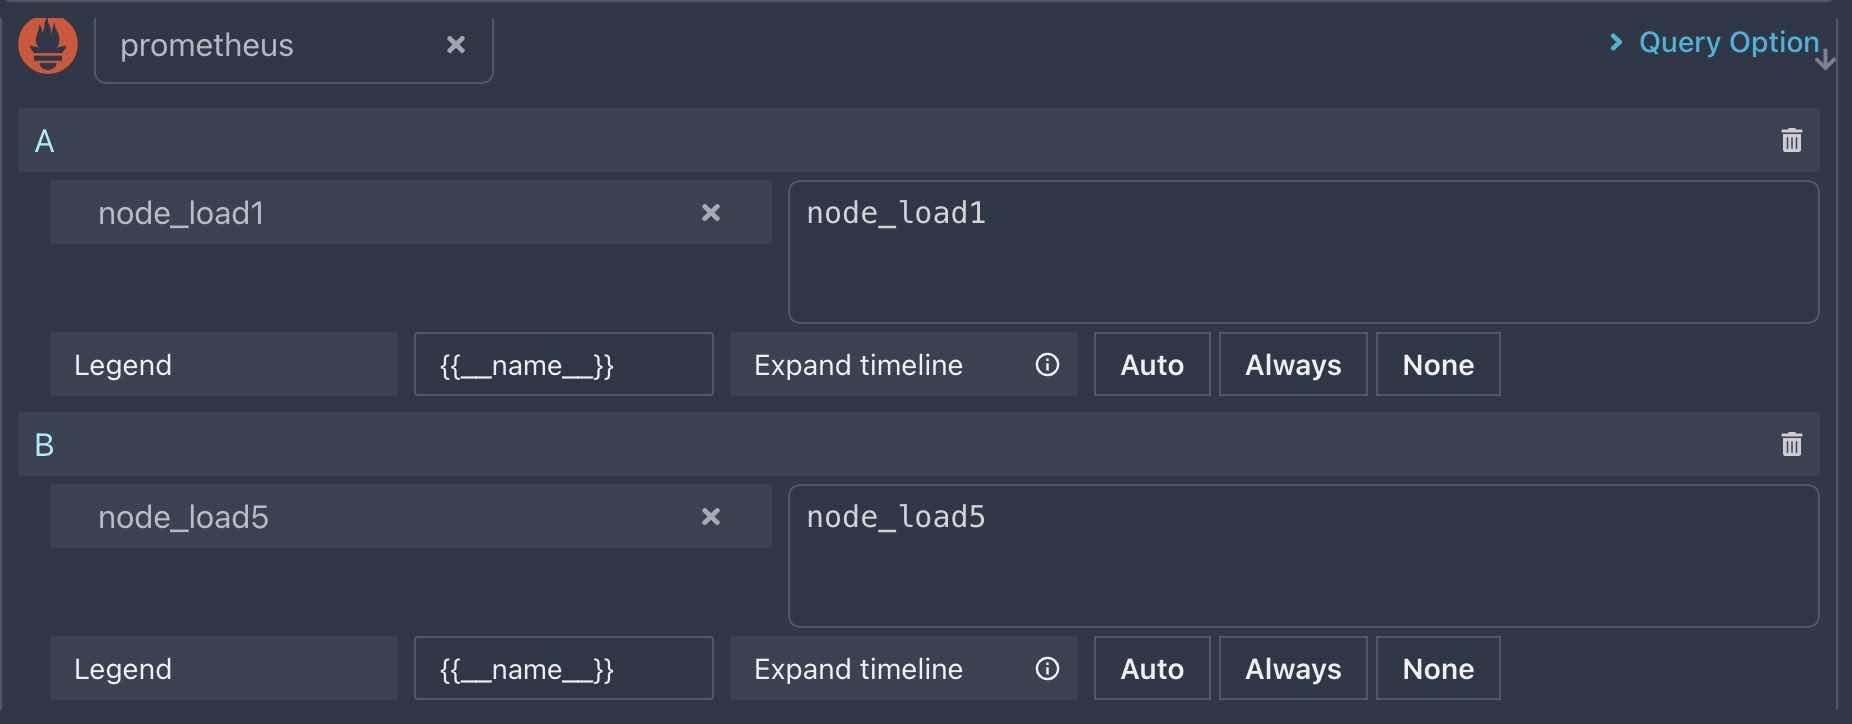 prometheus
Query Option
A
node_load1 node_load1
Legend {{__name__}} Expand timeline Auto Always None
B
node_load5 node_load5
Legend {{__name__}} Expand timeline Auto Always None